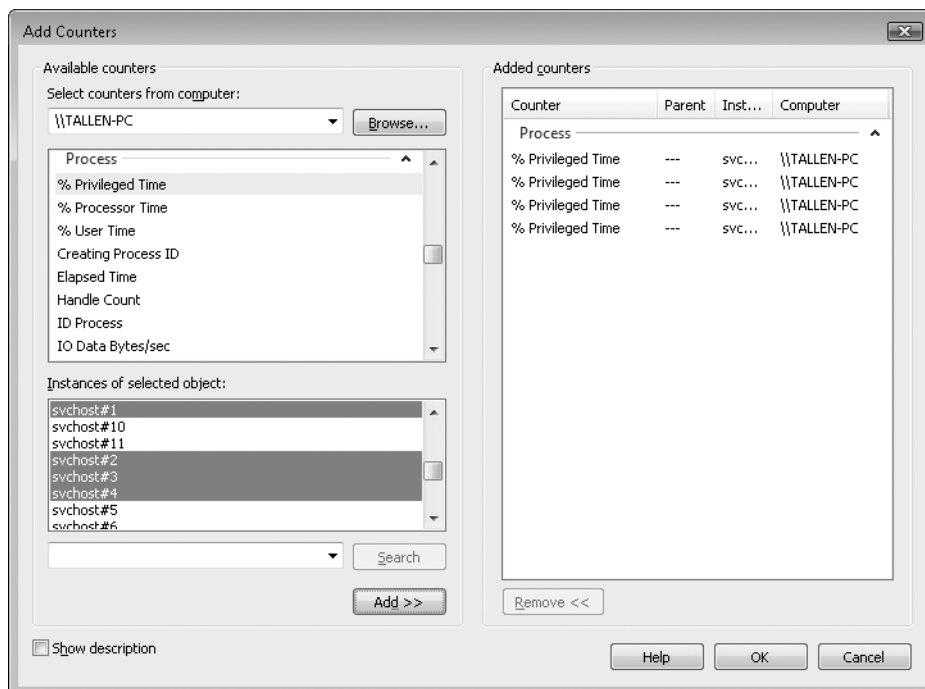 Add Counters
Available counters
Select counters from computer:
\\TALLEN-PC
Browse...
Process
% Privileged Time
% Processor Time
% User Time
Creating Process ID
Elapsed Time
Handle Count
ID Process
IO Data Bytes/sec
Instances of selected object:
svchost#1
svchost#10
svchost#11
svchost#2
svchost#3
svchost#4
svchost#5
svchost#6
Search
Add >>
Show description
Added counters
Counter Parent Inst... Computer
Process
% Privileged Time --- svc... \\TALLEN-PC
% Privileged Time --- svc... \\TALLEN-PC
% Privileged Time --- svc... \\TALLEN-PC
% Privileged Time --- svc... \\TALLEN-PC
Remove <<
Help OK Cancel